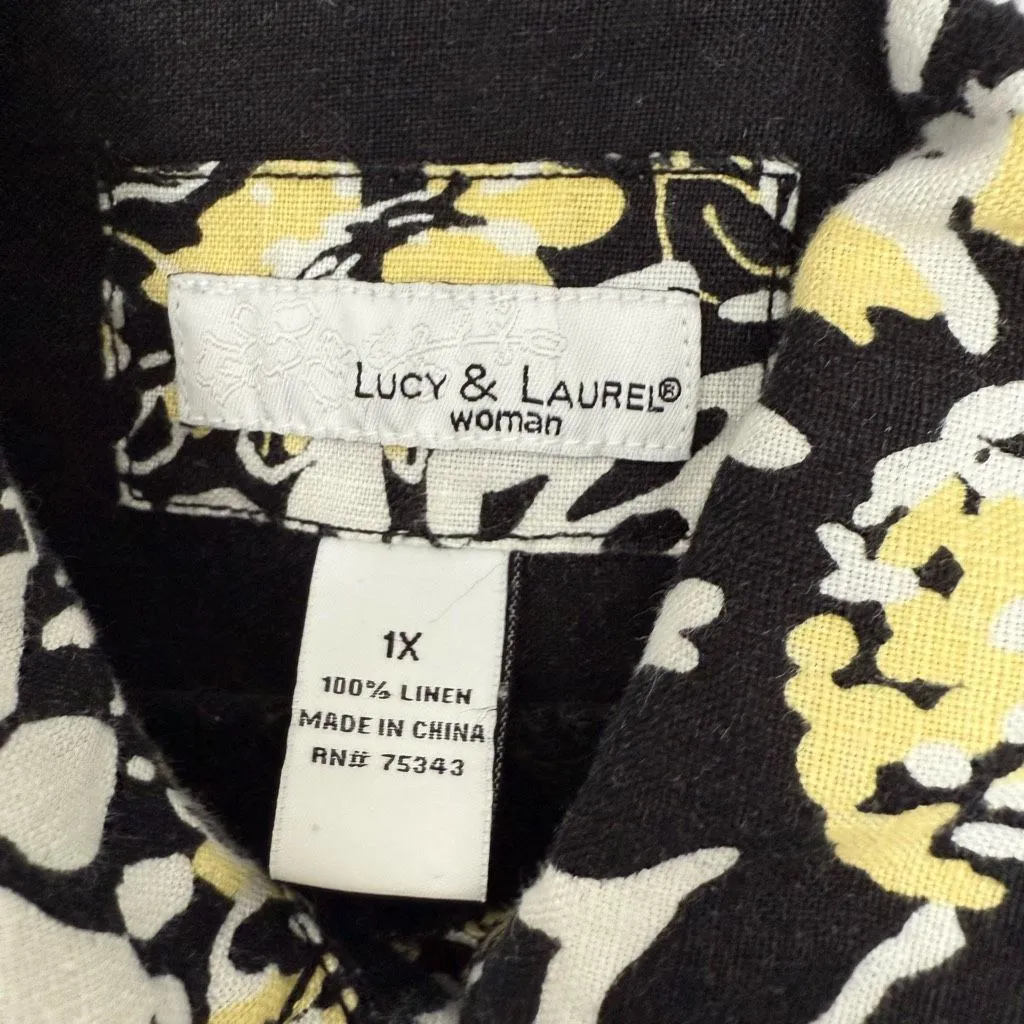 LUCY & LAUREL®
woman
1X
100% LINEN
MADE IN CHINA
RN# 75343